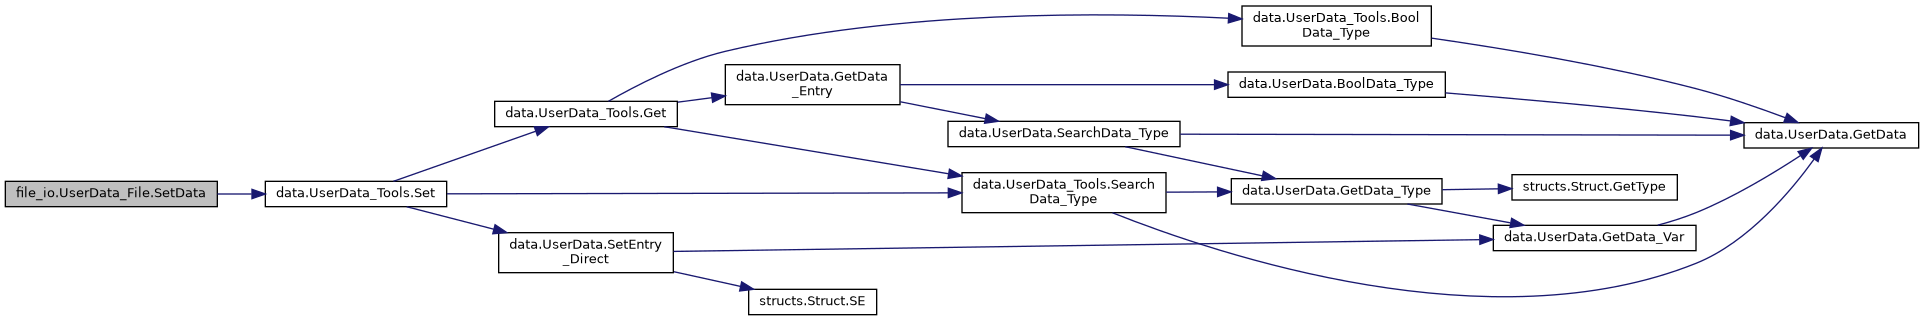 file_io.UserData_File.SetData
data.UserData_Tools.Set
data.UserData_Tools.Get
data.UserData.SetEntry
_Direct
data.UserData.GetData
_Entry
structs.Struct.SE
data.UserData.SearchData_Type
data.UserData_Tools.Search
Data_Type
data.UserData_Tools.Bool
Data_Type
data.UserData.BoolData_Type
data.UserData.GetData_Type
structs.Struct.GetType
data.UserData.GetData_Var
data.UserData.GetData